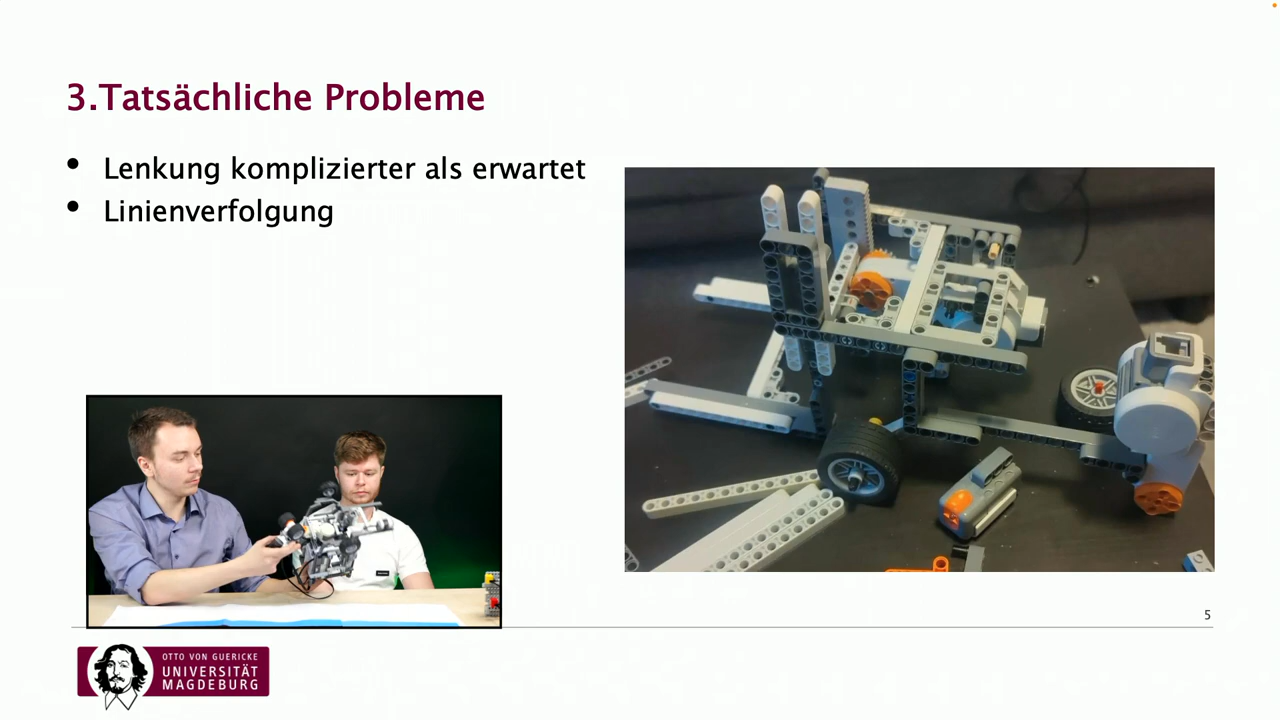 3.Tatsächliche Probleme
• Lenkung komplizierter als erwartet
• Linienverfolgung
5
OTTO VON GUERICKE
UNIVERSITÄT
MAGDEBURG